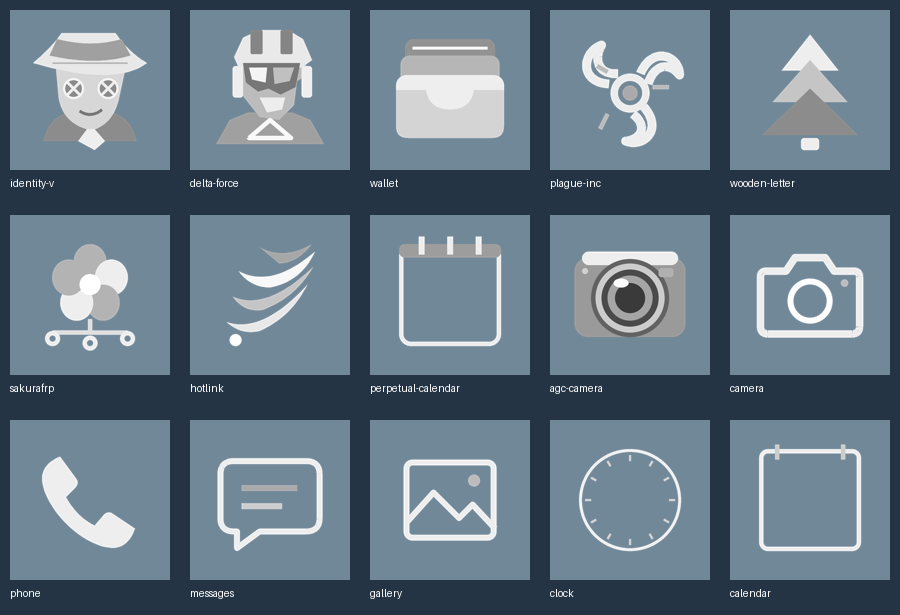 identity-v
delta-force
wallet
plague-inc
wooden-letter
sakurafrp
hotlink
perpetual-calendar
agc-camera
camera
phone
messages
gallery
clock
calendar